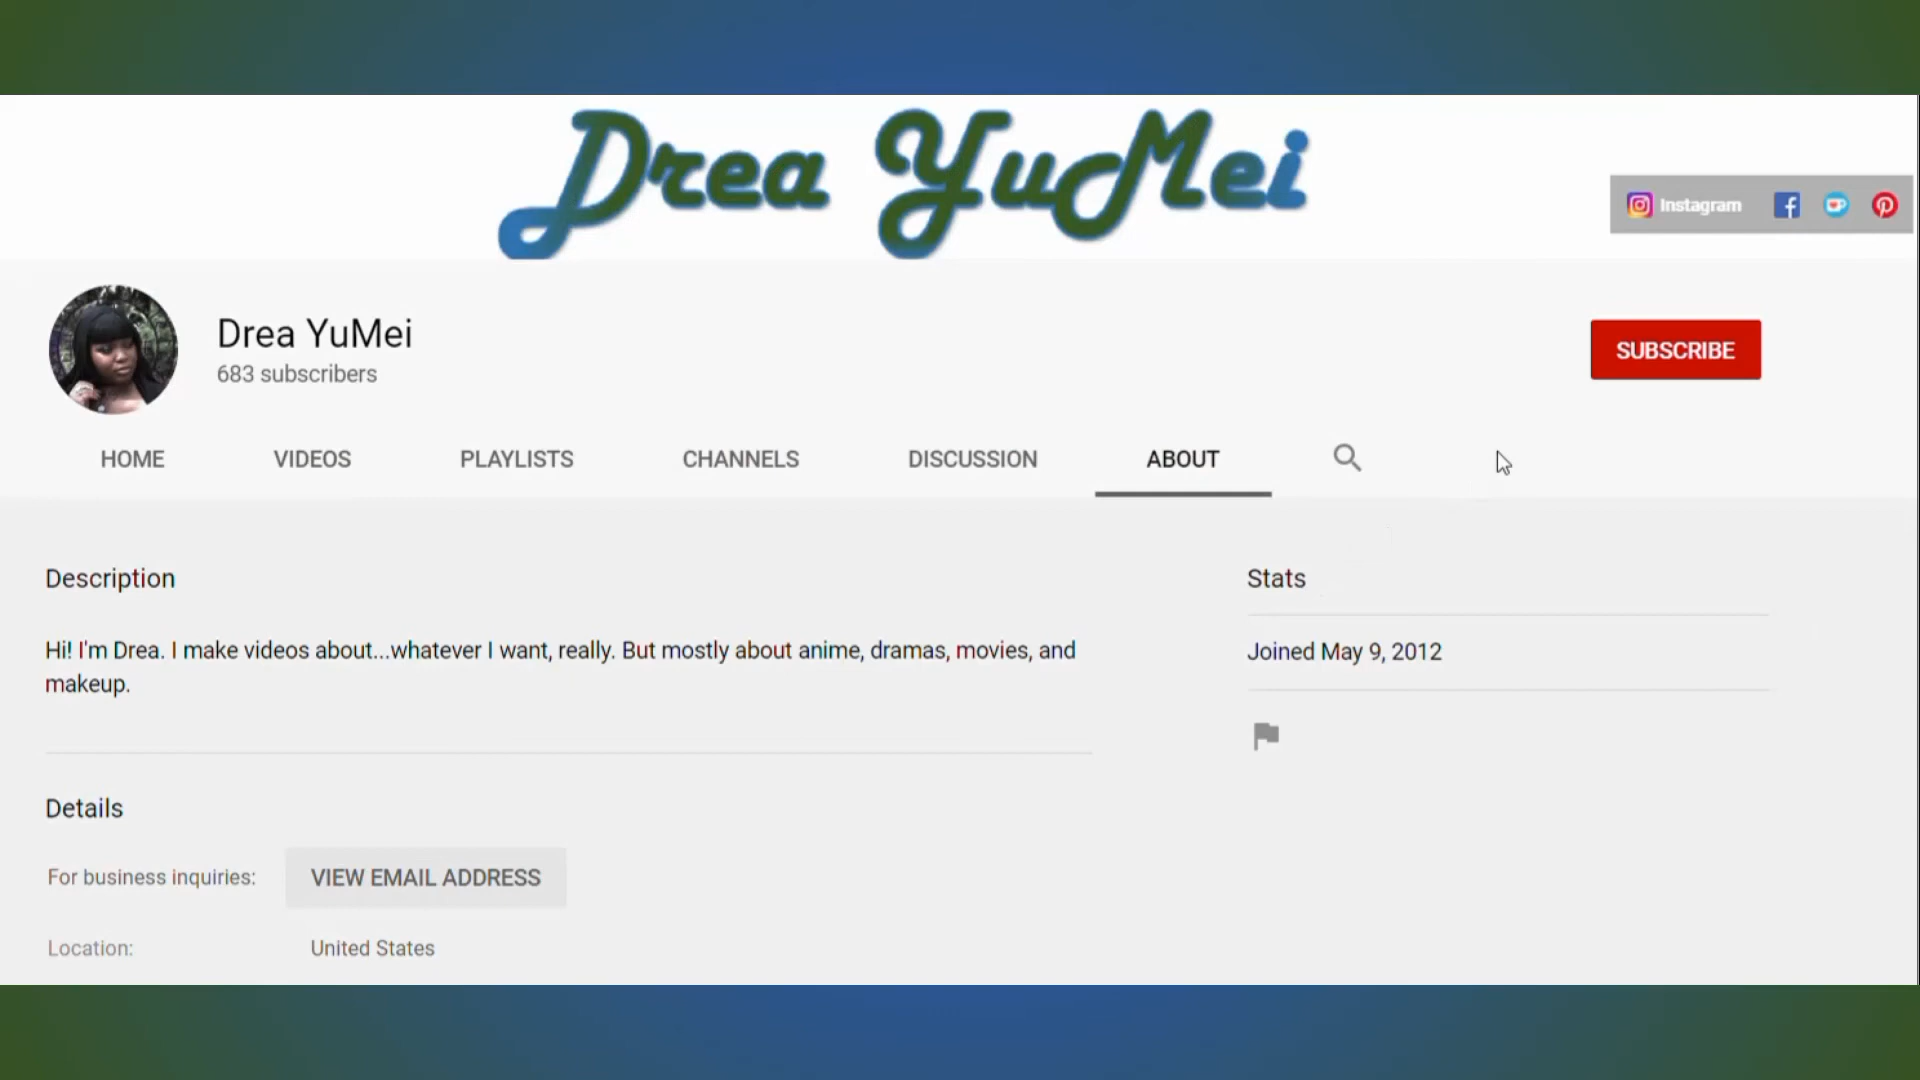 Drea YuMei
Instagram
Drea YuMei
683 subscribers
SUBSCRIBE
HOME VIDEOS PLAYLISTS CHANNELS DISCUSSION ABOUT
Description
Hi! I'm Drea. I make videos about...whatever I want, really. But mostly about anime, dramas, movies, and
makeup.
Stats
Joined May 9, 2012
Details
For business inquiries: VIEW EMAIL ADDRESS
Location: United States